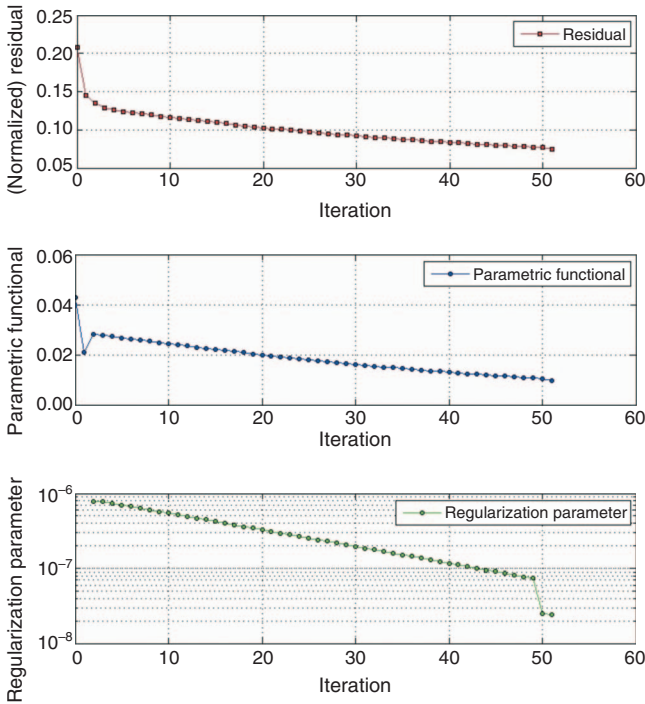 (Normalized) residual
0.25
0.20
0.15
0.10
0.05
Residual
0 10 20 30 40 50 60
Iteration
Parametric functional
0.06
0.04
0.02
0.00
Parametric functional
0 10 20 30 40 50 60
Iteration
Regularization parameter
10⁻⁶
10⁻⁷
10⁻⁸
Regularization parameter
0 10 20 30 40 50 60
Iteration